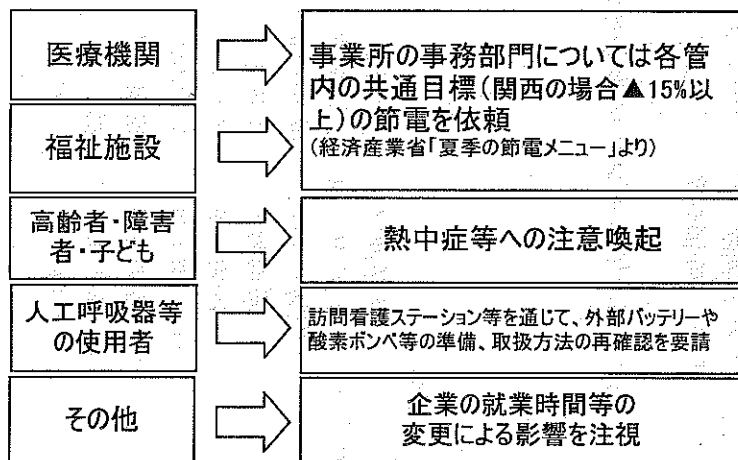 医療機関
事業所の事務部門については各管
内の共通目標(関西の場合▲15%以
上)の節電を依頼
(経済産業省「夏季の節電メニュー」より)
福祉施設
高齢者・障害
者・子ども
熱中症等への注意喚起
人工呼吸器等
の使用者
訪問看護ステーション等を通じて、外部バッテリーや
酸素ボンベ等の準備、取扱方法の再確認を要請
その他
企業の就業時間等の
変更による影響を注視